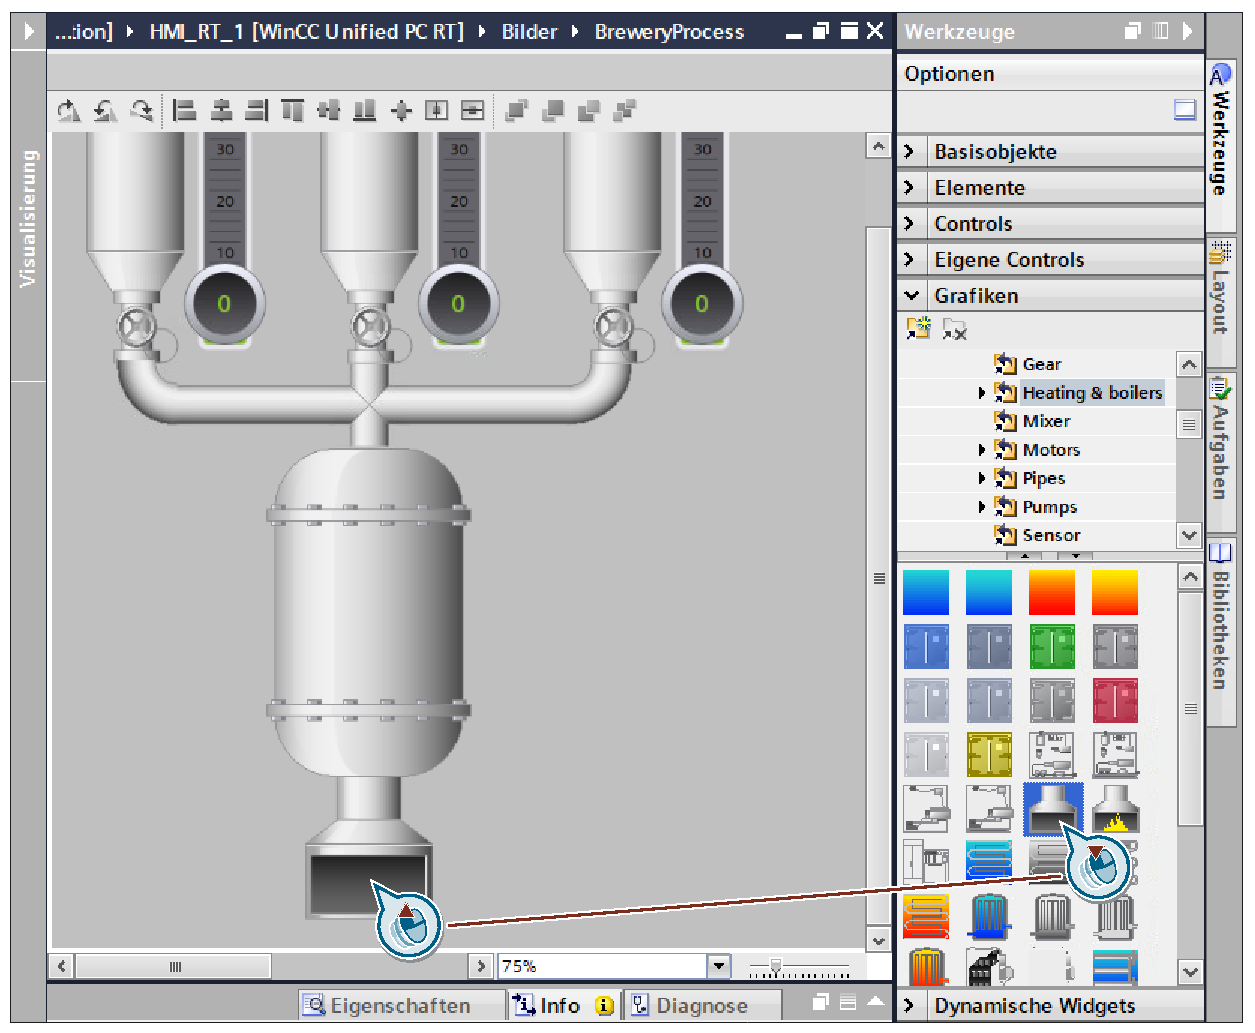 ...:ion] HMI_RT_1 [WinCC Unified PC RT] Bilder BreweryProcess
Werkzeuge
Optionen
Visualisierung
30
20
10
0
30
20
10
0
30
20
10
0
Basisobjekte
Elemente
Controls
Eigene Controls
Grafiken
Gear
Heating & boilers
Mixer
Motors
Pipes
Pumps
Sensor
Dynamische Widgets
Werkzeuge
Layout
Aufgaben
Bibliotheken
75%
Eigenschaften
Info
Diagnose